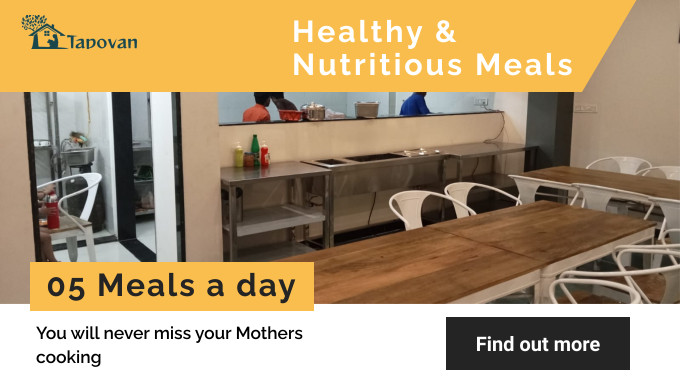 Tapovan
Healthy &
Nutritious Meals
05 Meals a day
You will never miss your Mothers
cooking
Find out more